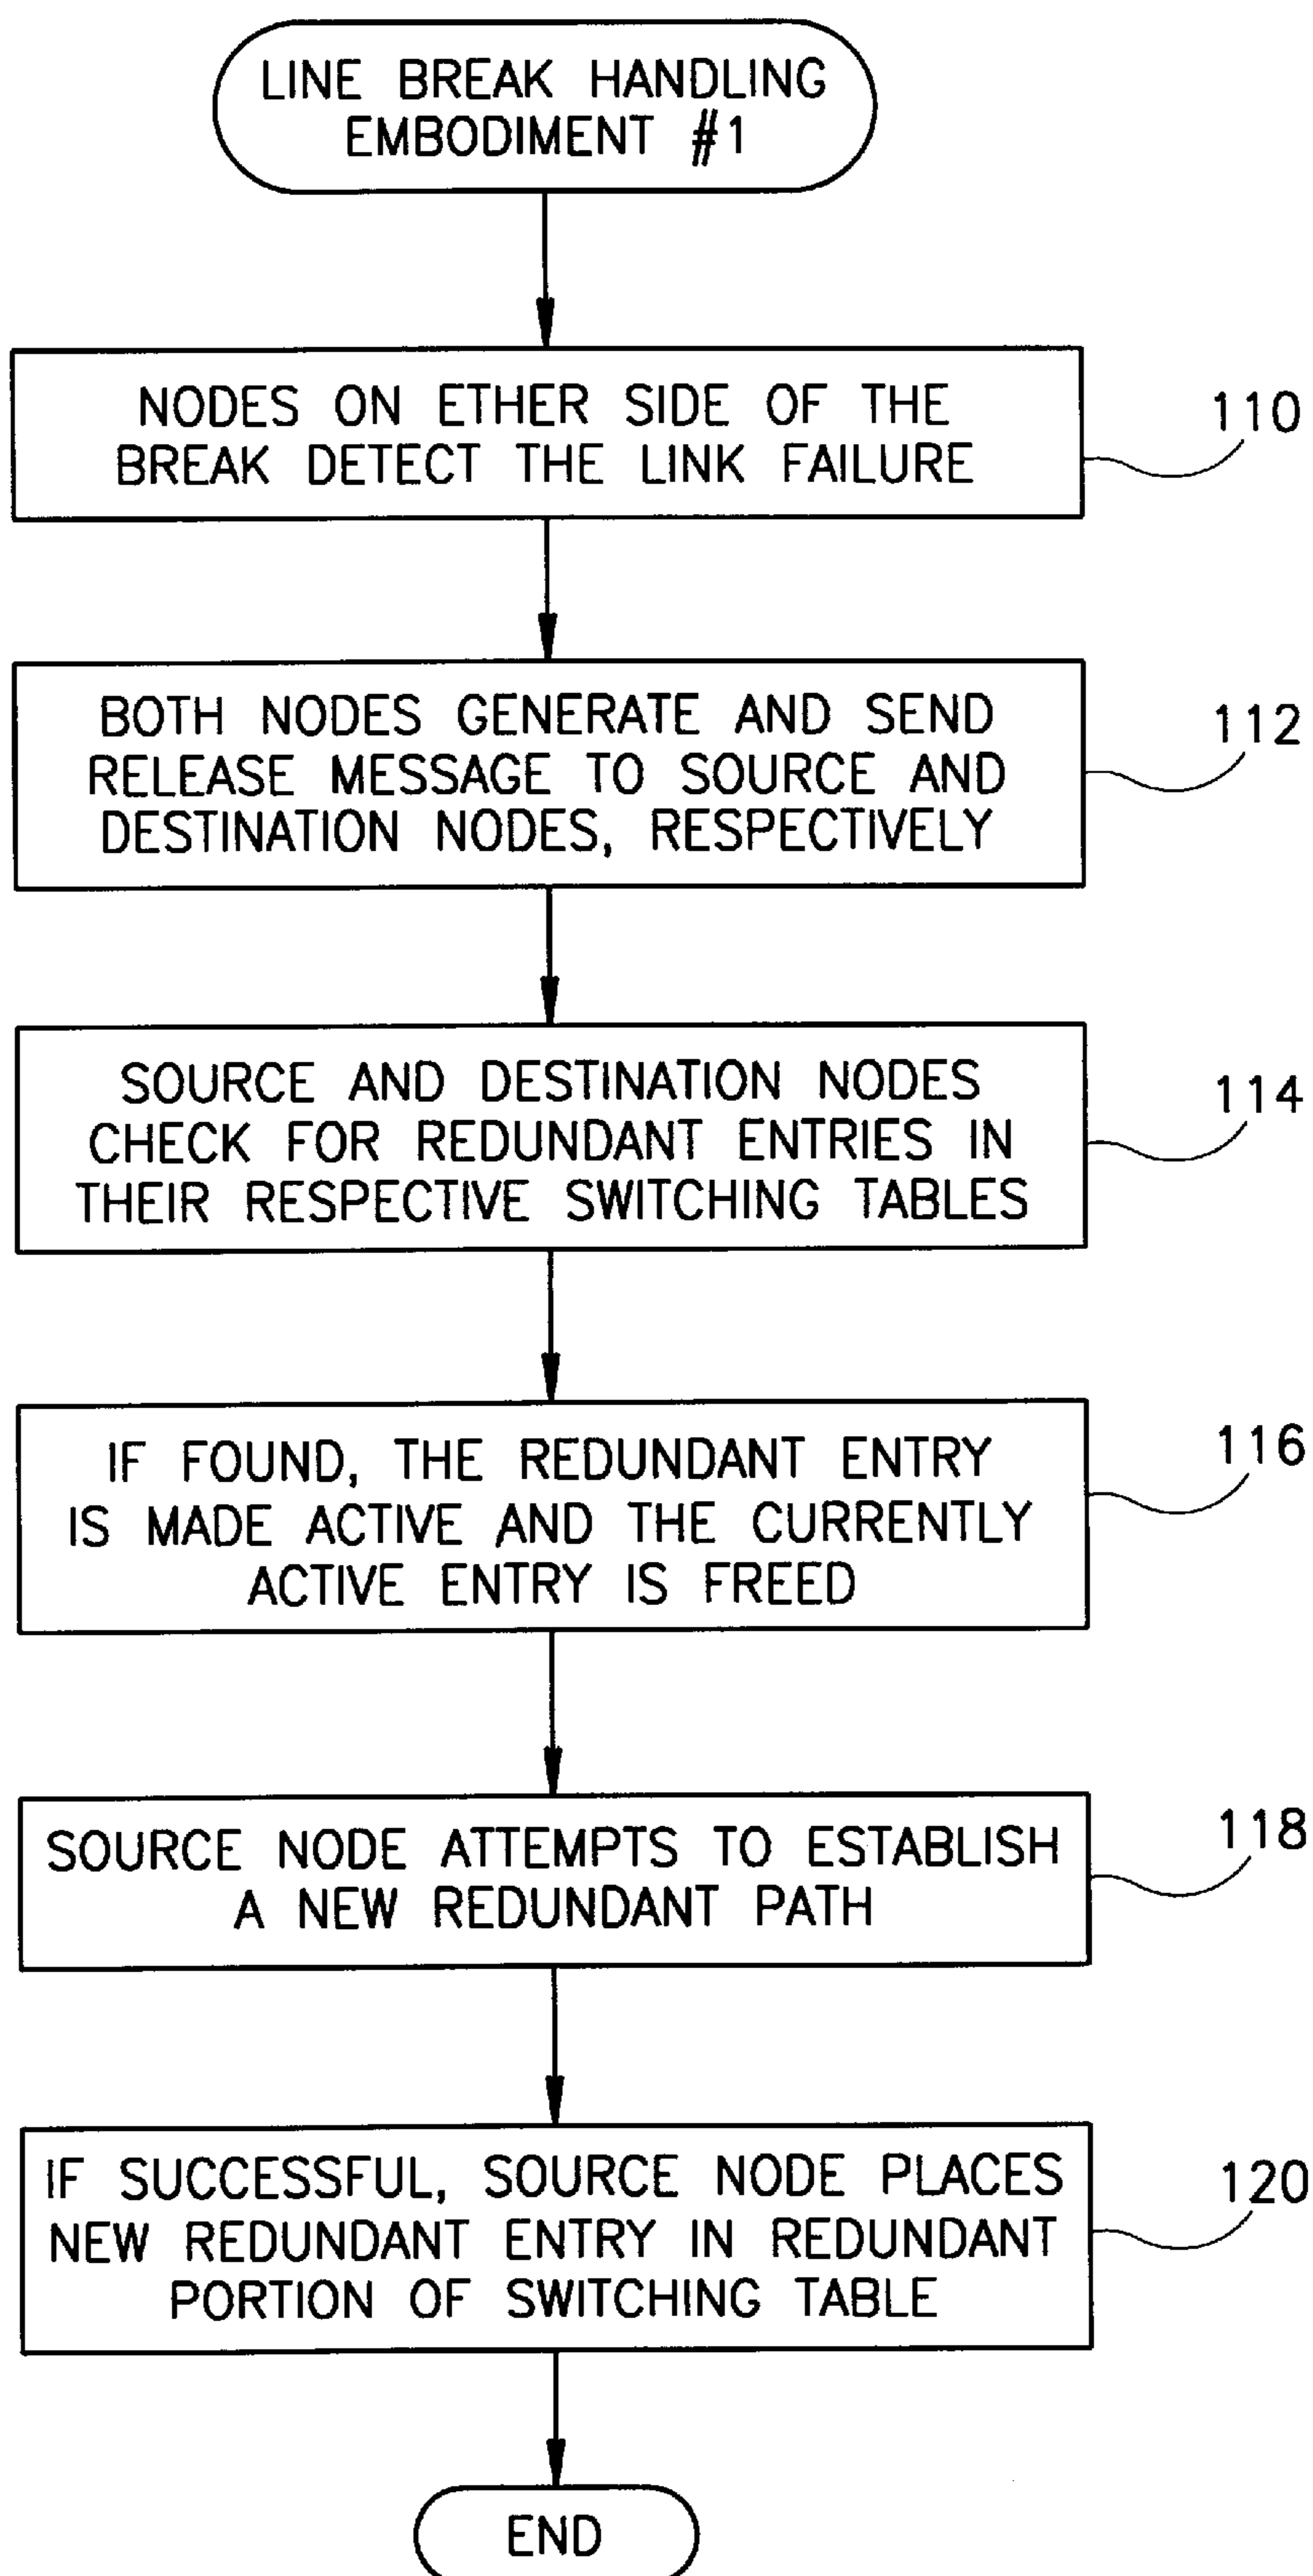 LINE BREAK HANDLING
EMBODIMENT #1
NODES ON ETHER SIDE OF THE
BREAK DETECT THE LINK FAILURE
110
BOTH NODES GENERATE AND SEND
RELEASE MESSAGE TO SOURCE AND
DESTINATION NODES, RESPECTIVELY
112
SOURCE AND DESTINATION NODES
CHECK FOR REDUNDANT ENTRIES IN
THEIR RESPECTIVE SWITCHING TABLES
114
IF FOUND, THE REDUNDANT ENTRY
IS MADE ACTIVE AND THE CURRENTLY
ACTIVE ENTRY IS FREED
116
SOURCE NODE ATTEMPTS TO ESTABLISH
A NEW REDUNDANT PATH
118
IF SUCCESSFUL, SOURCE NODE PLACES
NEW REDUNDANT ENTRY IN REDUNDANT
PORTION OF SWITCHING TABLE
120
END